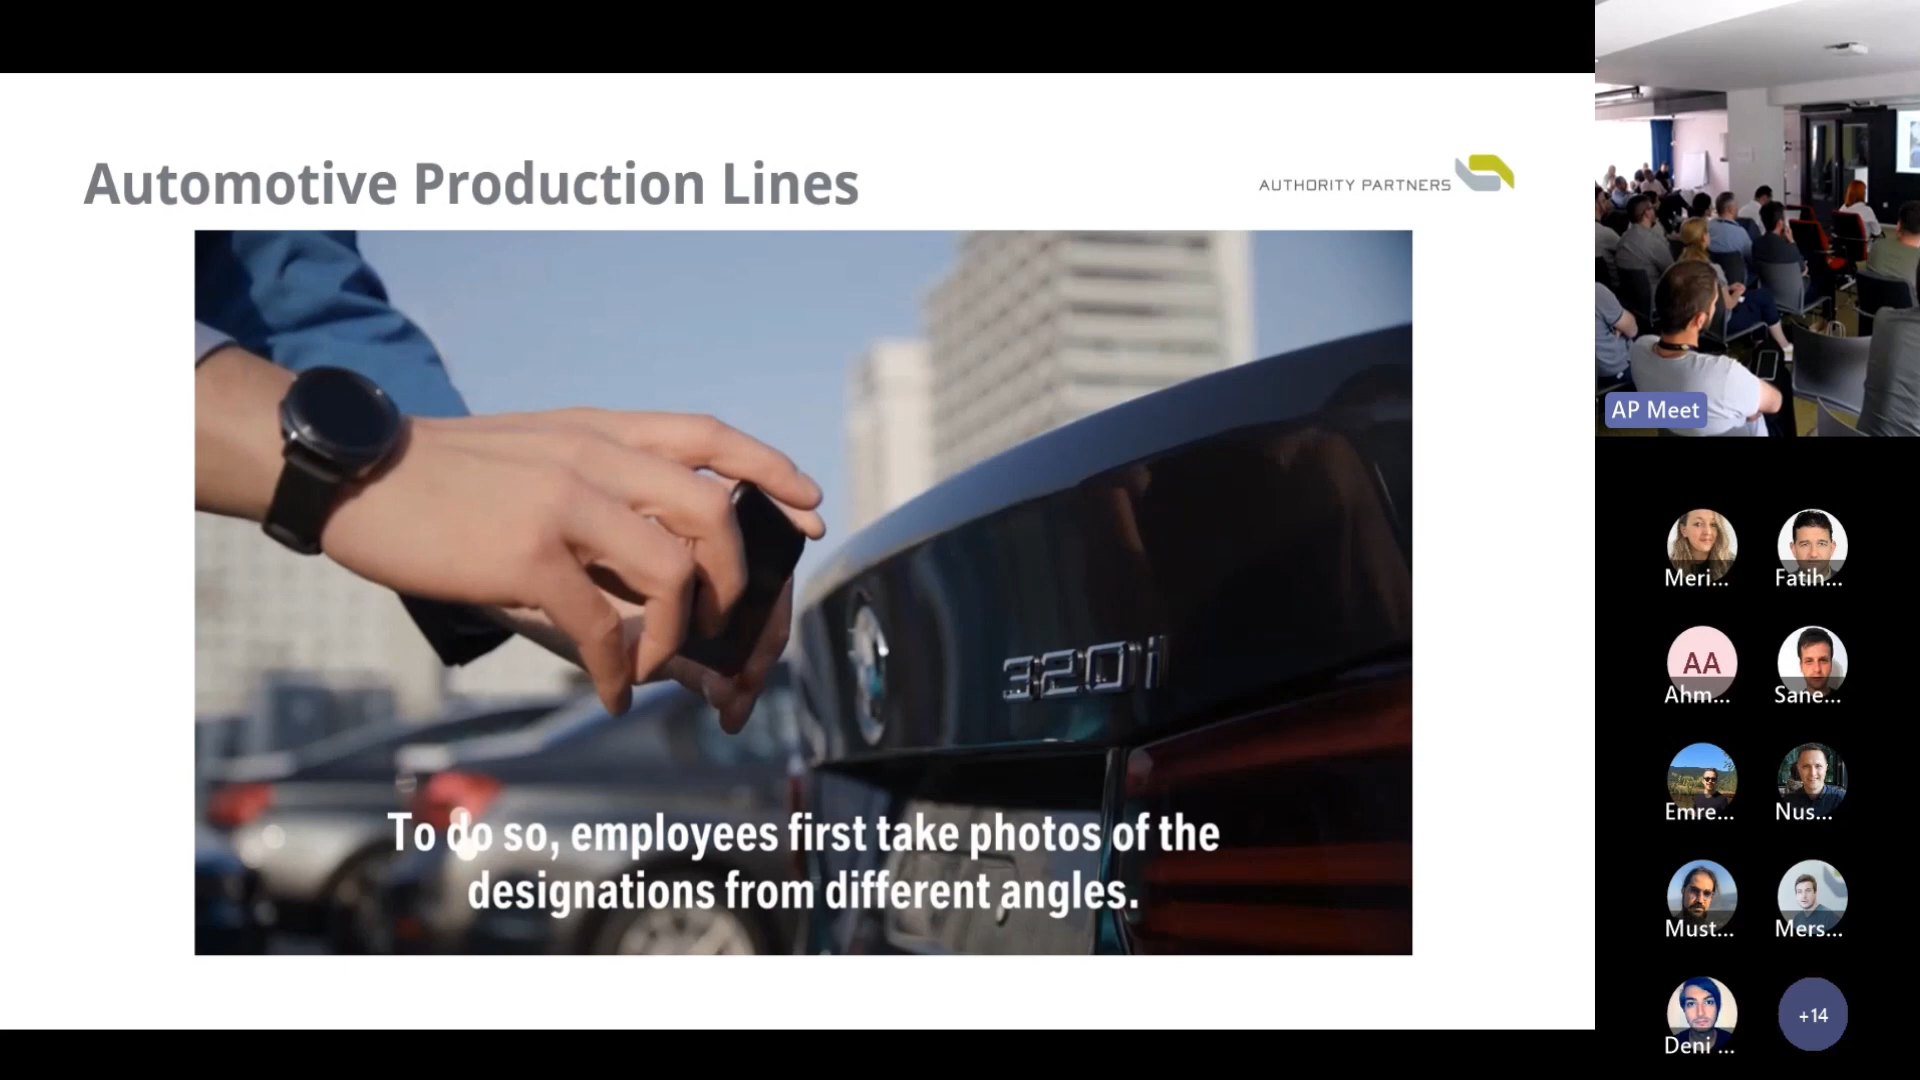 Automotive Production Lines
AUTHORITY PARTNERS
320i
To do so, employees first take photos of the
designations from different angles.
AP Meet
Meri...
Fatih...
AA
Ahm...
Sane...
Emre...
Nus...
Must...
Mers...
Deni ...
+14